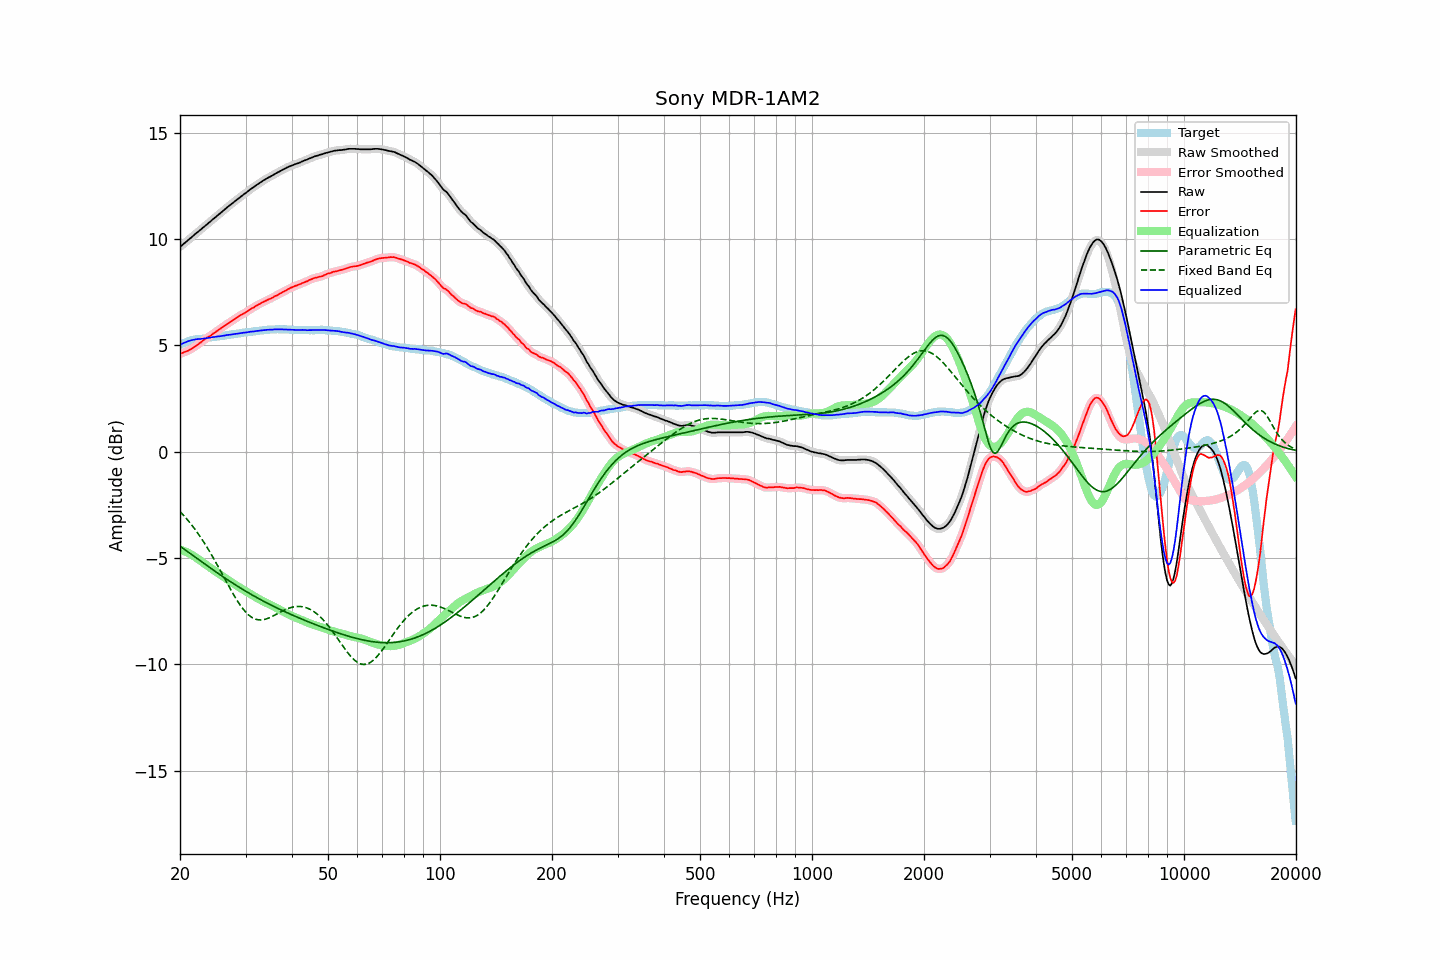 Sony MDR-1AM2
15
10
5
0
−5
−10
−15
Amplitude (dBr)
Target
Raw Smoothed
Error Smoothed
Raw
Error
Equalization
Parametric Eq
Fixed Band Eq
Equalized
20 50 100 200 500 1000 2000 5000 10000 20000
Frequency (Hz)